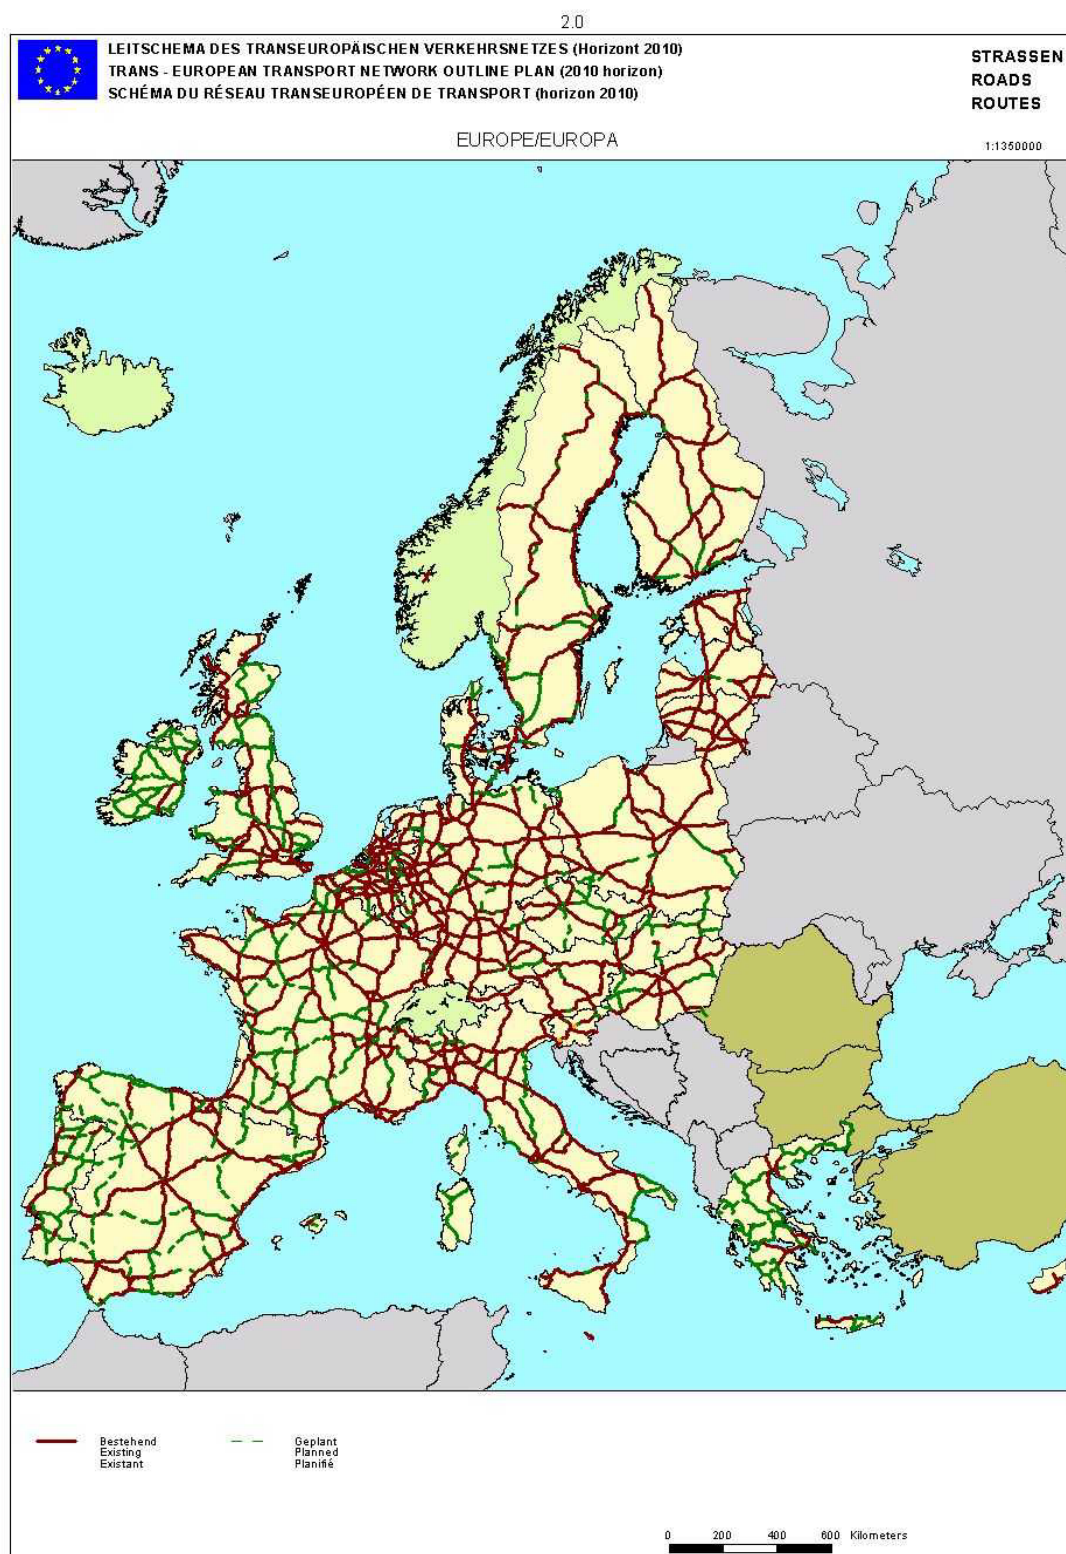 2.0
LEITSCHEMA DES TRANSEUROPÄISCHEN VERKEHRSNETZES (Horizont 2010)
TRANS - EUROPEAN TRANSPORT NETWORK OUTLINE PLAN (2010 horizon)
SCHÉMA DU RÉSEAU TRANSEUROPÉEN DE TRANSPORT (horizon 2010)
STRASSEN
ROADS
ROUTES
EUROPE/EUROPA
1:1350000
Bestehend
Existing
Existant
Geplant
Planned
Planifié
0 200 400 600 Kilometers